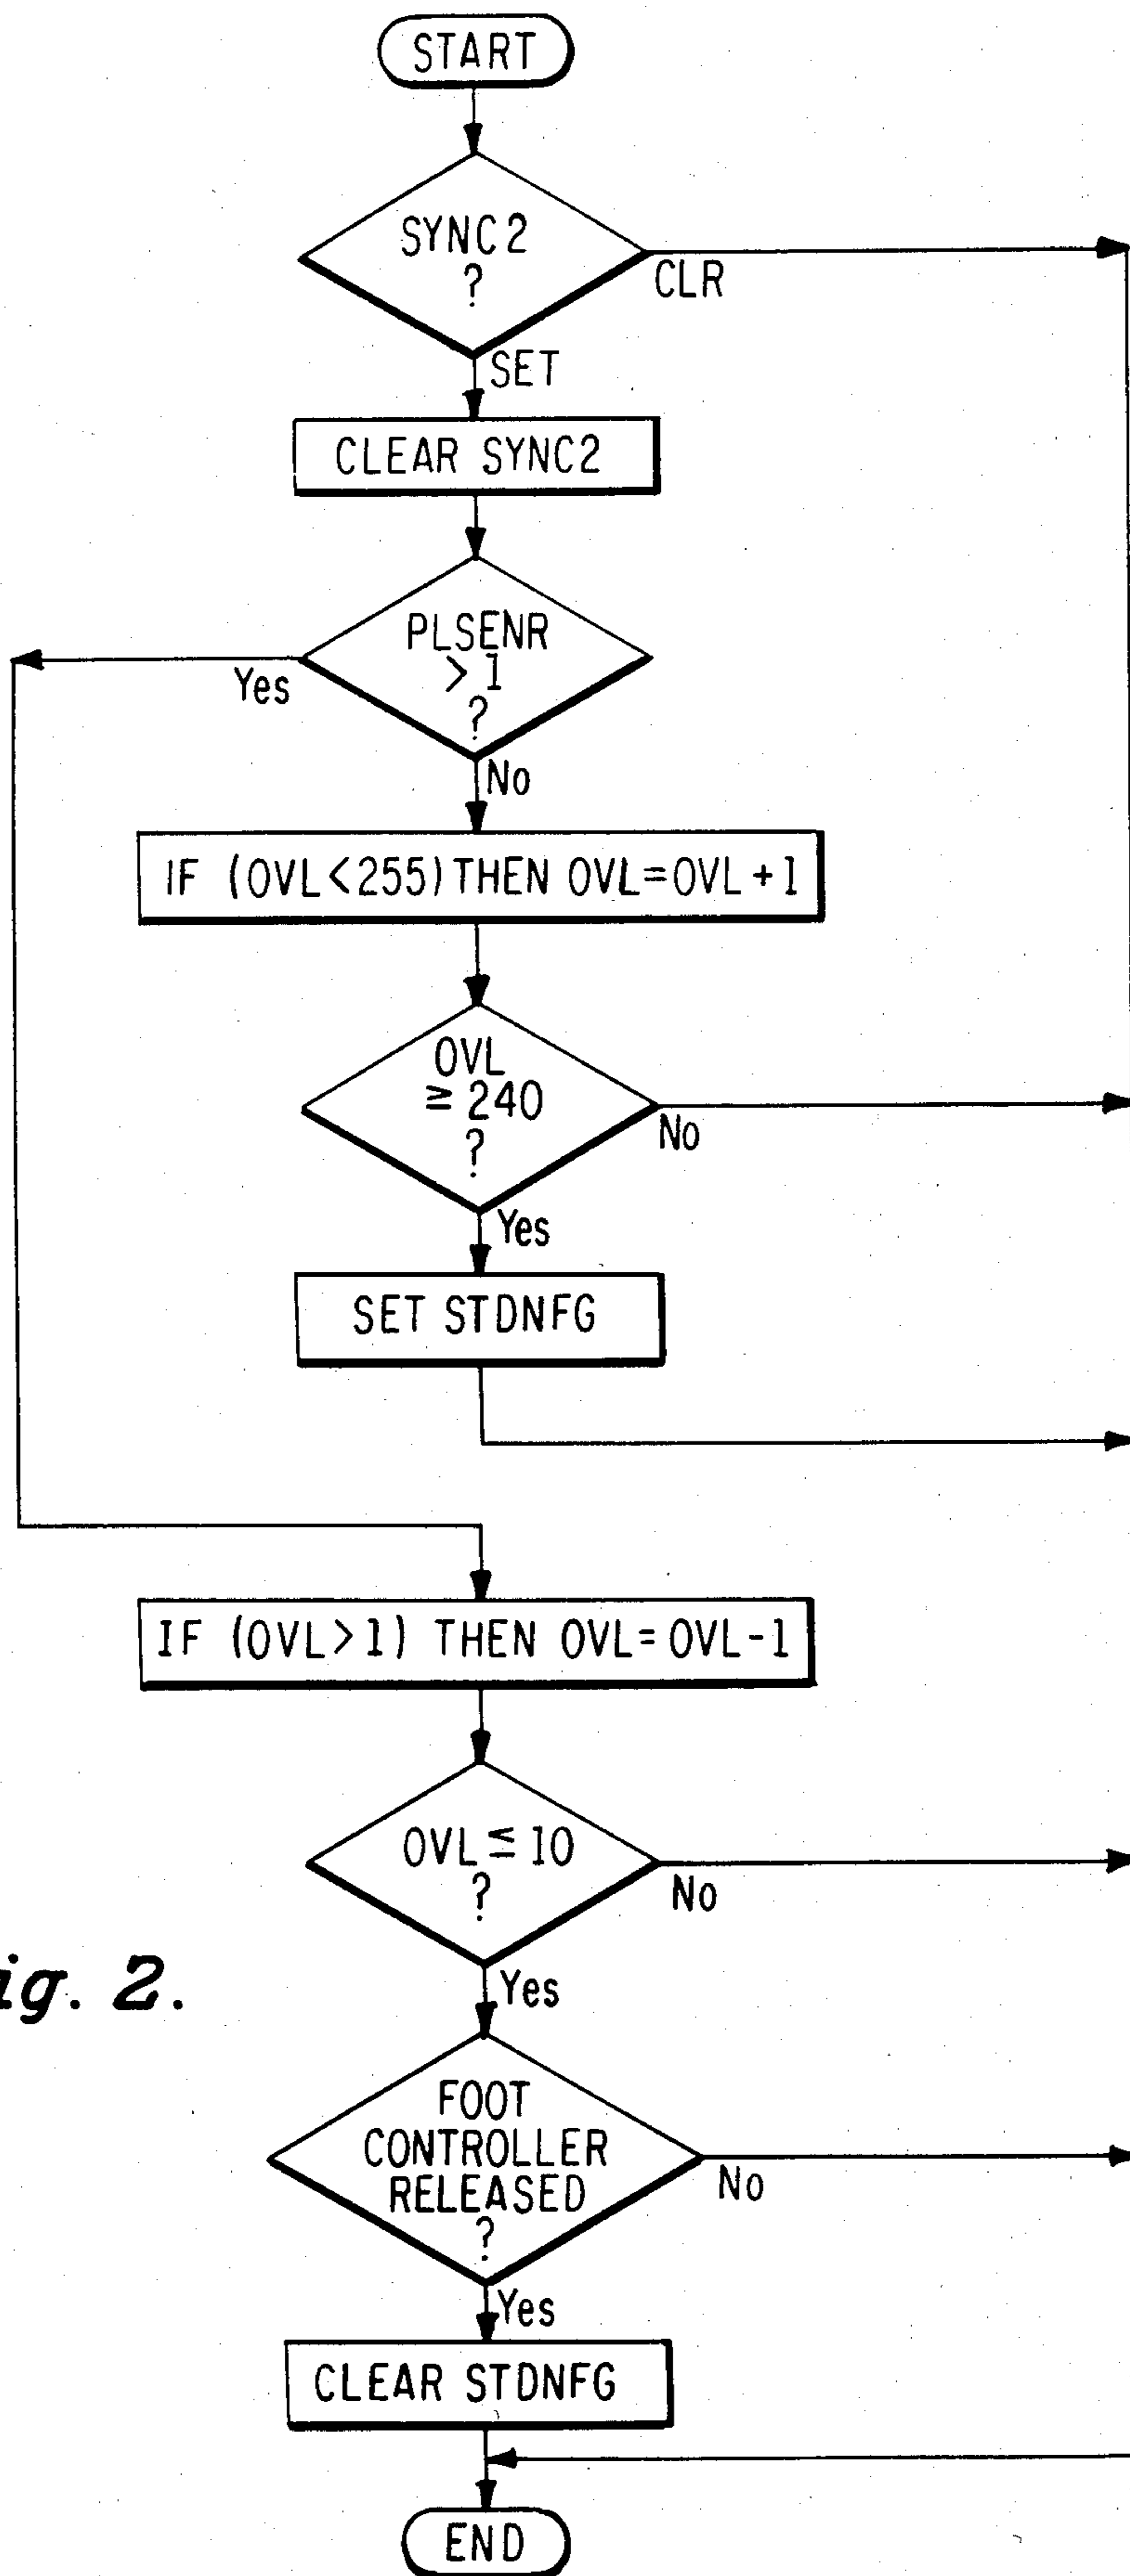 START
SYNC2
?
CLR
SET
CLEAR SYNC2
PLSENR
> 1
?
Yes
No
IF (OVL<255) THEN OVL=OVL+1
OVL
≥ 240
?
No
Yes
SET STDNFG
IF (OVL>1) THEN OVL=OVL-1
OVL ≤ 10
?
No
Yes
ig. 2.
FOOT
CONTROLLER
RELEASED
?
No
Yes
CLEAR STDNFG
END